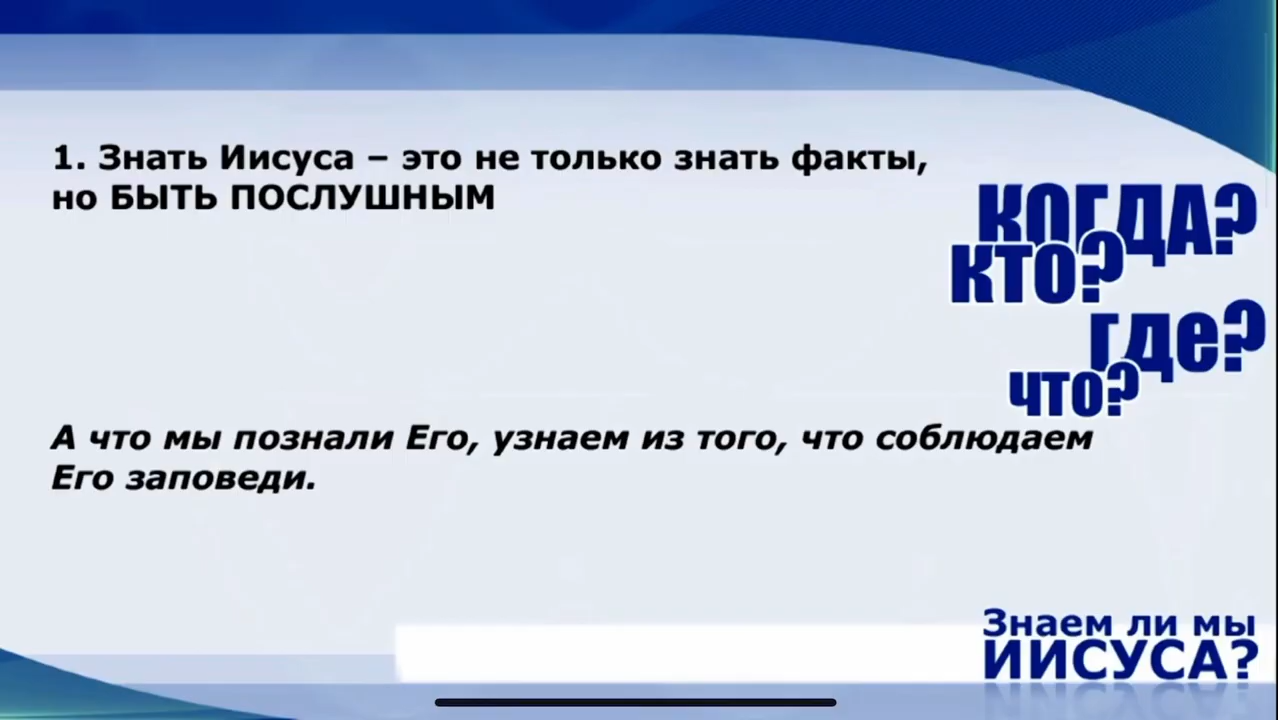 1. Знать Иисуса – это не только знать факты,
но БЫТЬ ПОСЛУШНЫМ
КОГДА?
КТО?
где?
что?
А что мы познали Его, узнаем из того, что соблюдаем
Его заповеди.
Знаем ли мы
ИИСУСА?